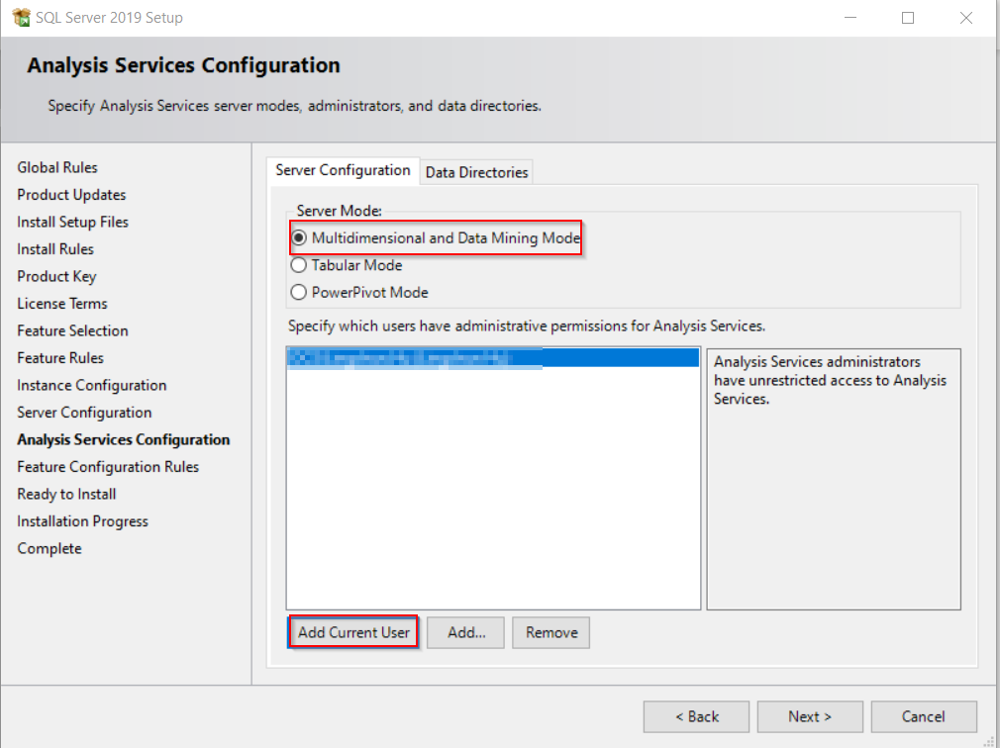 SQL Server 2019 Setup
Analysis Services Configuration
Specify Analysis Services server modes, administrators, and data directories.
Global Rules
Product Updates
Install Setup Files
Install Rules
Product Key
License Terms
Feature Selection
Feature Rules
Instance Configuration
Server Configuration
Analysis Services Configuration
Feature Configuration Rules
Ready to Install
Installation Progress
Complete
Server Configuration
Data Directories
Server Mode:
Multidimensional and Data Mining Mode
Tabular Mode
PowerPivot Mode
Specify which users have administrative permissions for Analysis Services.
Analysis Services administrators
have unrestricted access to Analysis
Services.
Add Current User
Add...
Remove
< Back
Next >
Cancel